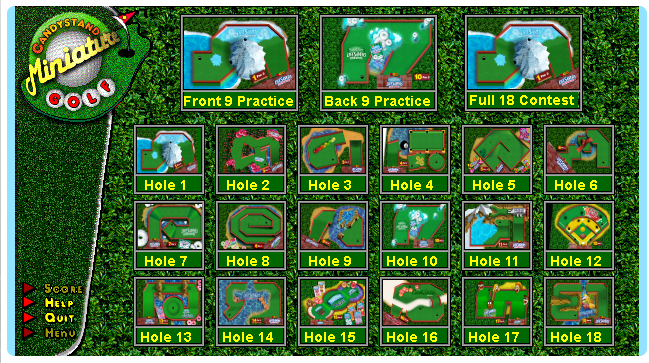 CANDYSTAND
Miniature
GOLF
Front 9 Practice
Back 9 Practice
Full 18 Contest
Hole 1
Hole 2
Hole 3
Hole 4
Hole 5
Hole 6
Hole 7
Hole 8
Hole 9
Hole 10
Hole 11
Hole 12
Hole 13
Hole 14
Hole 15
Hole 16
Hole 17
Hole 18
SCORE
HELP
QUIT
MENU